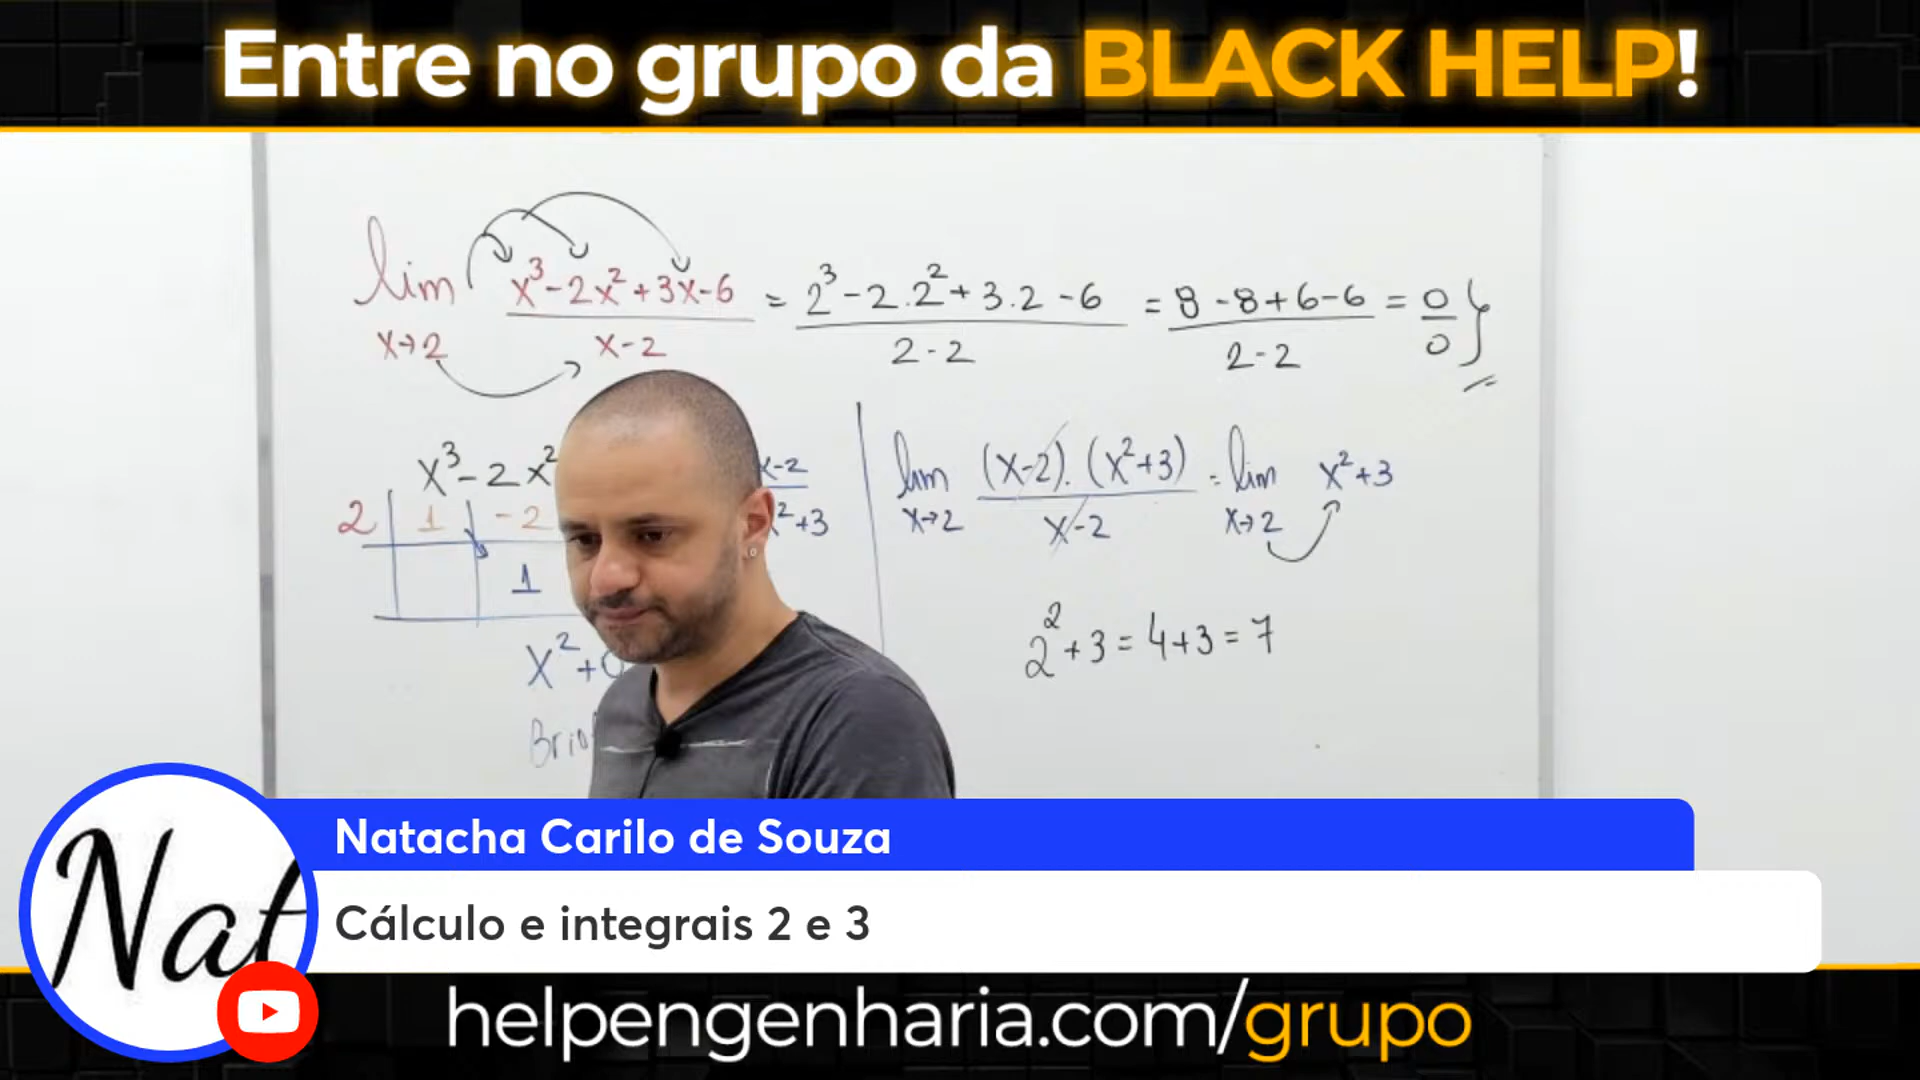 Entre no grupo da BLACK HELP!
lim x³-2x²+3x-6 = 2³-2.2²+3.2-6 = 8-8+6-6 = 0
x→2 x-2 2-2 2-2 0
x³-2x² x-2
2 1 -2 x²+3
1
x²+0
lim (x-2).(x²+3) = lim x²+3
x→2 x-2 x→2
2²+3=4+3=7
Natacha Carilo de Souza
Cálculo e integrais 2 e 3
Nat
helpengenharia.com/grupo